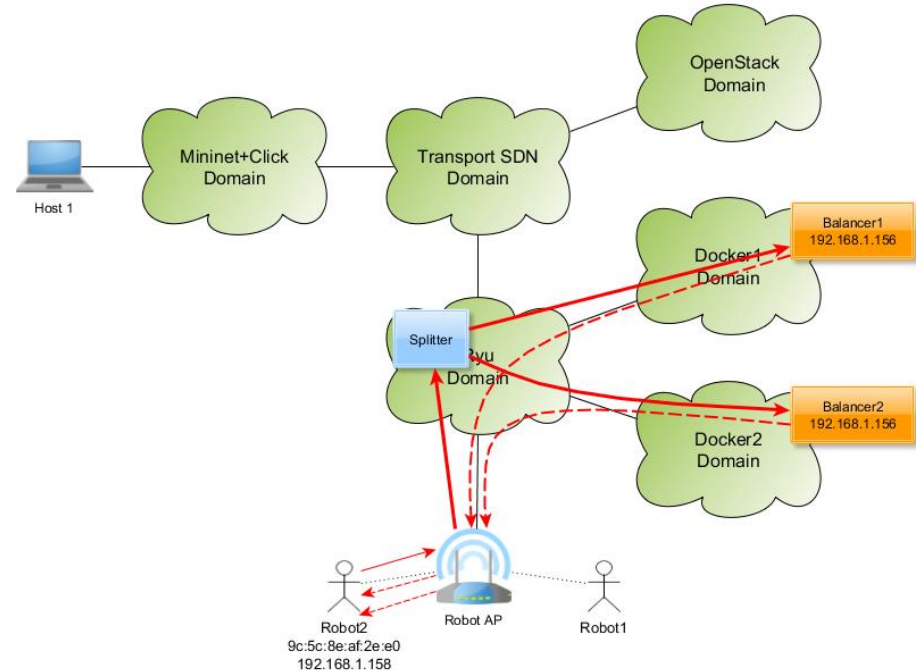 OpenStack
Domain
Mininet+Click
Domain
Transport SDN
Domain
Host 1
Balancer1
192.168.1.156
Docker1
Domain
Splitter
Ryu
Domain
Balancer2
192.168.1.156
Docker2
Domain
Robot AP
Robot2
9c:5c:8e:af:2e:e0
192.168.1.158
Robot1